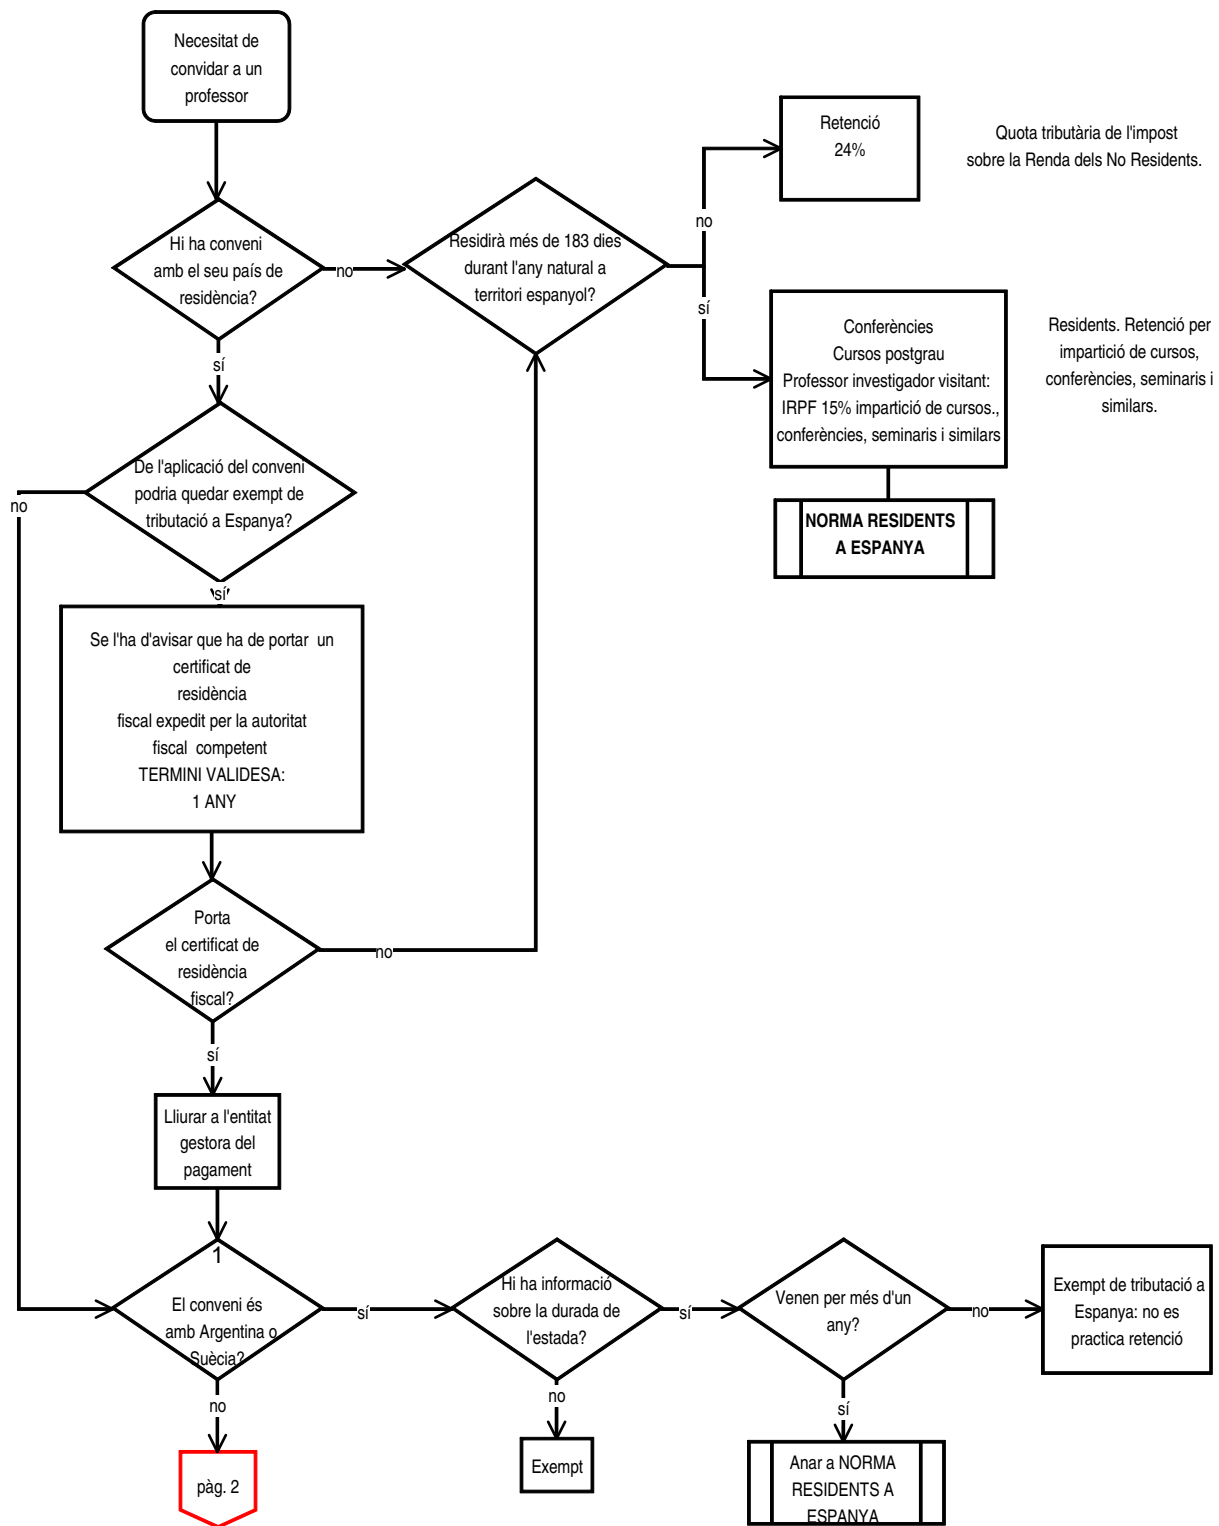 Necesitat de
convidar a un
professor
Hi ha conveni
amb el seu país de
residència?
no
sí
Residirà més de 183 dies
durant l'any natural a
territori espanyol?
no
sí
Retenció
24%
Quota tributària de l'impost
sobre la Renda dels No Residents.
Conferències
Cursos postgrau
Professor investigador visitant:
IRPF 15% impartició de cursos.,
conferències, seminaris i similars
Residents. Retenció per
impartició de cursos,
conferències, seminaris i
similars.
NORMA RESIDENTS
A ESPANYA
De l'aplicació del conveni
podria quedar exempt de
tributació a Espanya?
no
sí
Se l'ha d'avisar que ha de portar  un
certificat de
residència
fiscal expedit per la autoritat
fiscal  competent
TERMINI VALIDESA:
1 ANY
Porta
el certificat de
residència
fiscal?
no
sí
Lliurar a l'entitat
gestora del
pagament
1
El conveni és
amb Argentina o
Suècia?
sí
no
pàg. 2
Hi ha informació
sobre la durada de
l'estada?
sí
no
Exempt
Venen per més d'un
any?
no
sí
Exempt de tributació a
Espanya: no es
practica retenció
Anar a NORMA
RESIDENTS A
ESPANYA